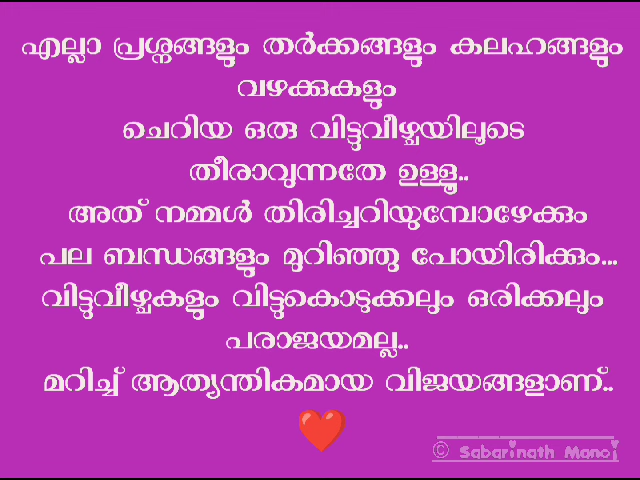 എല്ലാ പ്രശ്നങ്ങളും തർക്കങ്ങളും കലഹങ്ങളും
വഴക്കുകളും
ചെറിയ ഒരു വിട്ടുവീഴ്ചയിലൂടെ
തീരാവുന്നതേ ഉള്ളൂ..
അത് നമ്മൾ തിരിച്ചറിയുമ്പോഴേക്കും
പല ബന്ധങ്ങളും മുറിഞ്ഞു പോയിരിക്കും...
വിട്ടുവീഴ്ചകളും വിട്ടുകൊടുക്കലും ഒരിക്കലും
പരാജയമല്ല..
മറിച്ച് ആത്യന്തികമായ വിജയങ്ങളാണ്..
© Sabarinath Manoj